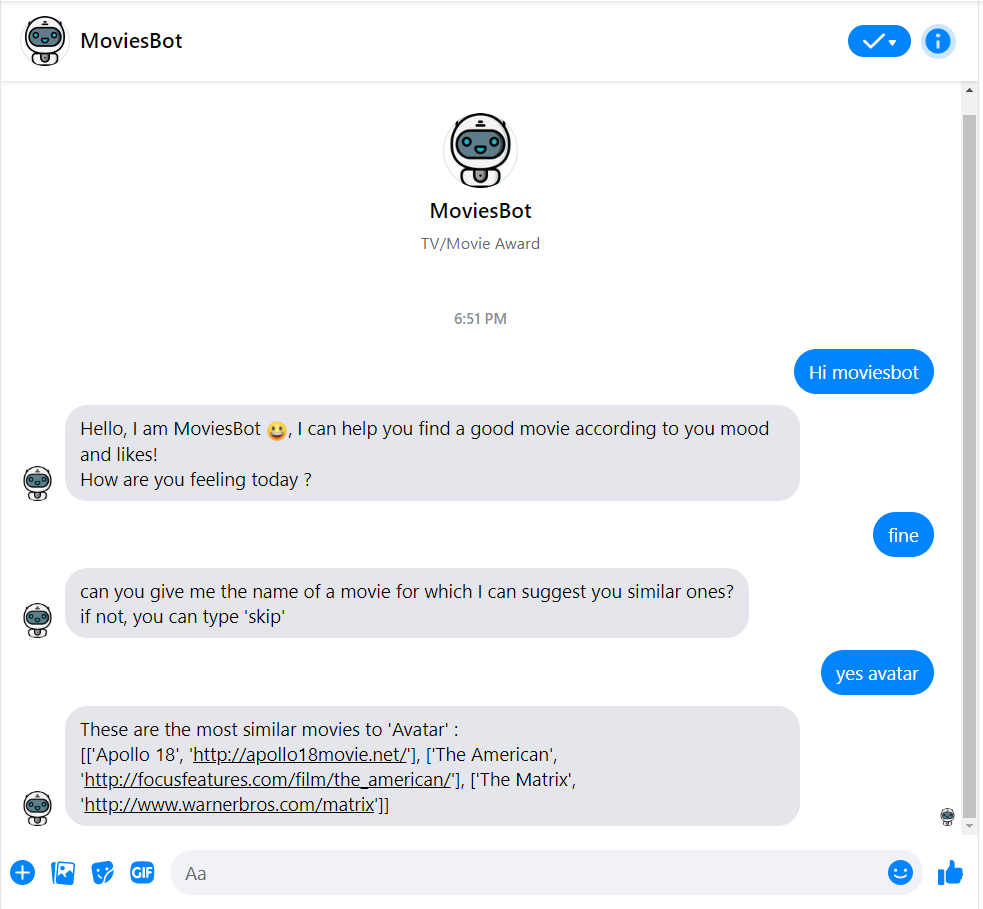 MoviesBot
MoviesBot
TV/Movie Award
6:51 PM
Hi moviesbot
Hello, I am MoviesBot 😃, I can help you find a good movie according to you mood
and likes!
How are you feeling today ?
fine
can you give me the name of a movie for which I can suggest you similar ones?
if not, you can type 'skip'
yes avatar
These are the most similar movies to 'Avatar' :
[['Apollo 18', 'http://apollo18movie.net/'], ['The American',
'http://focusfeatures.com/film/the_american/'], ['The Matrix',
'http://www.warnerbros.com/matrix']]
GIF
Aa